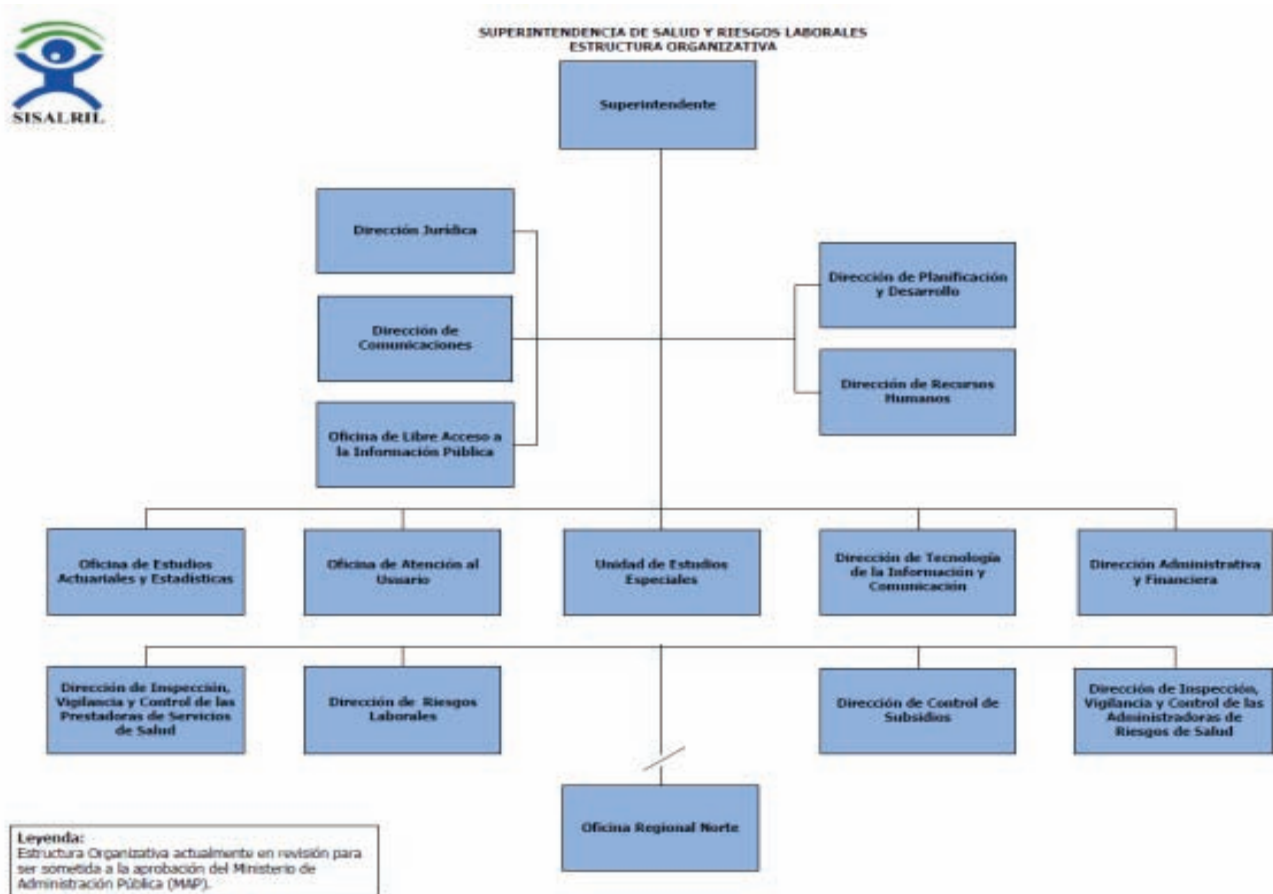 SUPERINTENDENCIA DE SALUD Y RIESGOS LABORALES
ESTRUCTURA ORGANIZATIVA
SISALRIL
Superintendente
Dirección Jurídica
Dirección de Planificación
y Desarrollo
Dirección de
Comunicaciones
Dirección de Recursos
Humanos
Oficina de Libre Acceso a
la Información Pública
Oficina de Estudios
Actuariales y Estadísticas
Oficina de Atención al
Usuario
Unidad de Estudios
Especiales
Dirección de Tecnología
de la Información y
Comunicación
Dirección Administrativa
y Financiera
Dirección de Inspección,
Vigilancia y Control de las
Prestadoras de Servicios
de Salud
Dirección de Riesgos
Laborales
Dirección de Control de
Subsidios
Dirección de Inspección,
Vigilancia y Control de las
Administradoras de
Riesgos de Salud
Oficina Regional Norte
Leyenda:
Estructura Organizativa actualmente en revisión para
ser sometida a la aprobación del Ministerio de
Administración Pública (MAP).